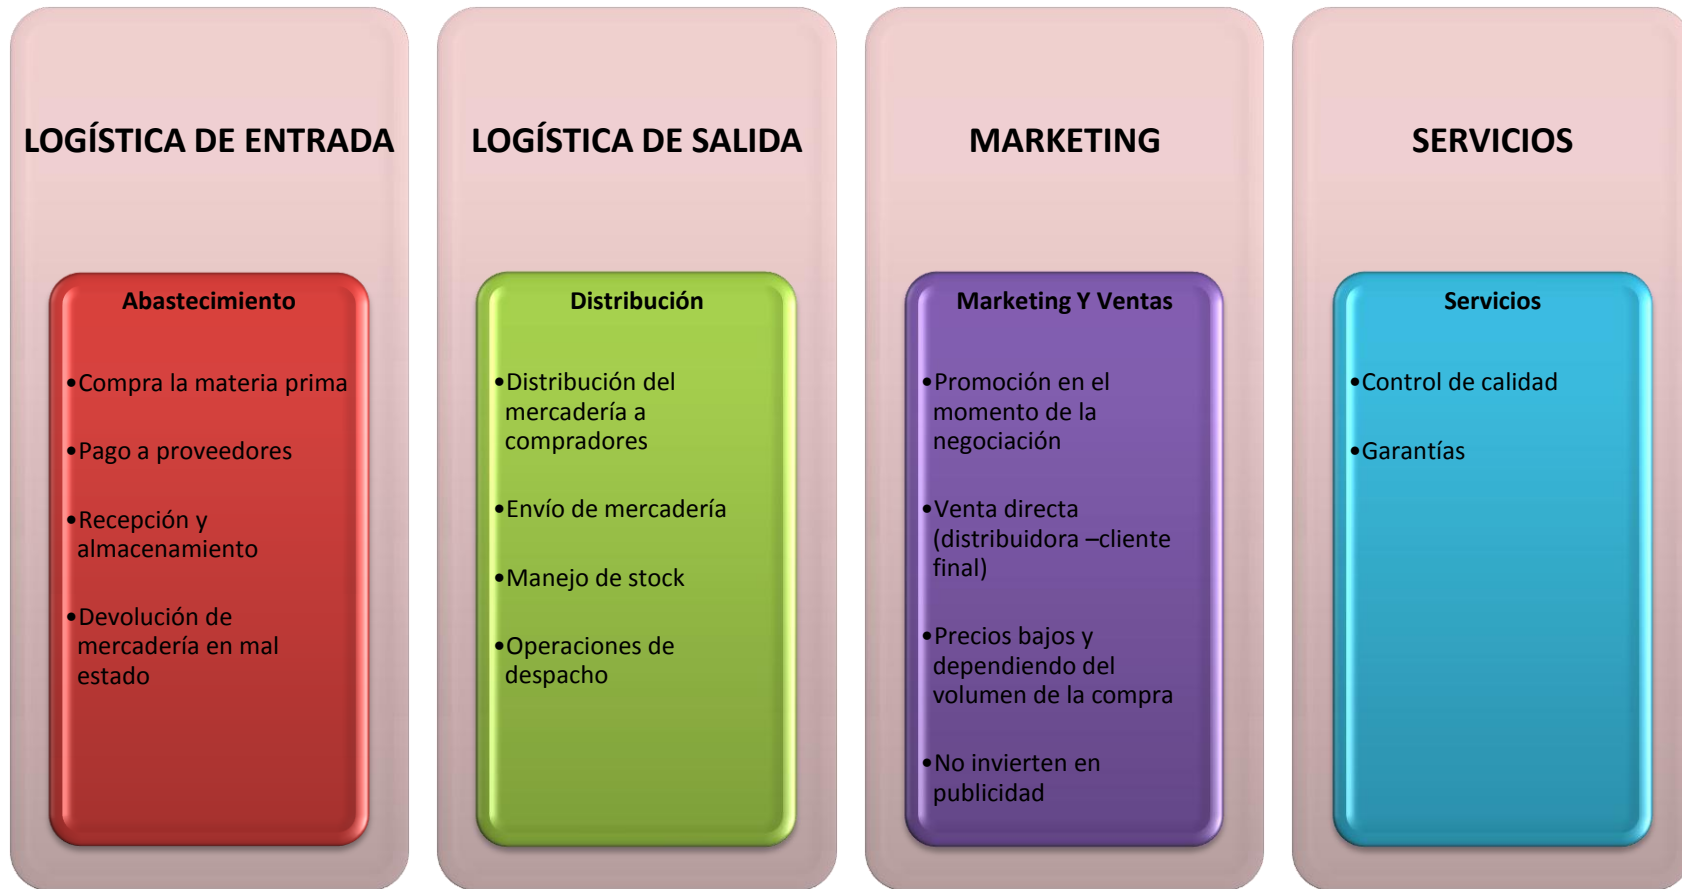 LOGÍSTICA DE ENTRADA
Abastecimiento
•Compra la materia prima
•Pago a proveedores
•Recepción y
almacenamiento
•Devolución de
mercadería en mal
estado
LOGÍSTICA DE SALIDA
Distribución
•Distribución del
mercadería a
compradores
•Envío de mercadería
•Manejo de stock
•Operaciones de
despacho
MARKETING
Marketing Y Ventas
•Promoción en el
momento de la
negociación
•Venta directa
(distribuidora –cliente
final)
•Precios bajos y
dependiendo del
volumen de la compra
•No invierten en
publicidad
SERVICIOS
Servicios
•Control de calidad
•Garantías